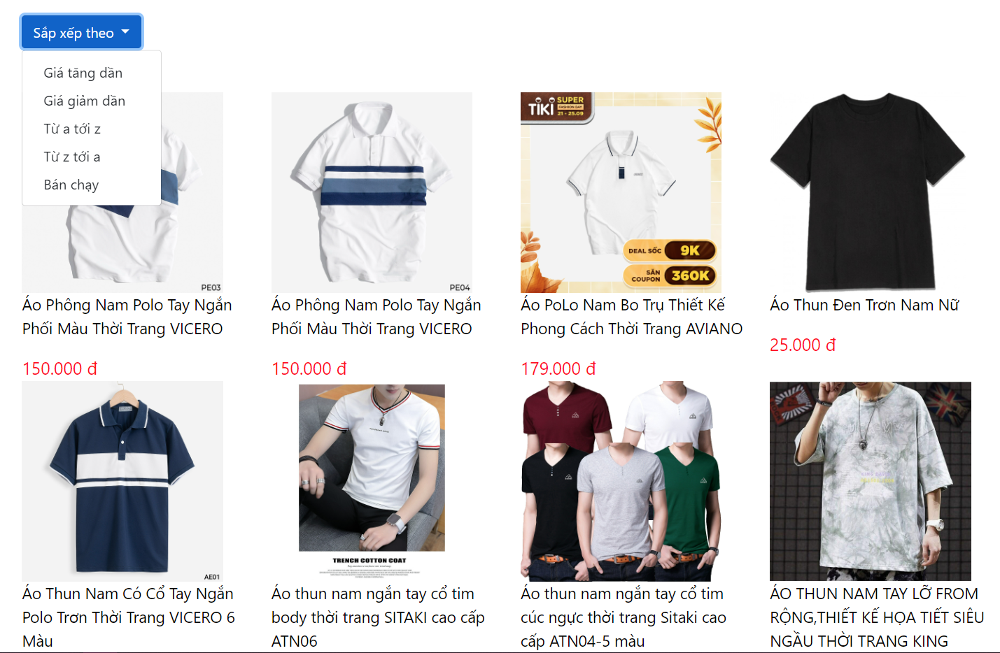 Sắp xếp theo
Giá tăng dần
Giá giảm dần
Từ a tới z
Từ z tới a
Bán chạy
PE03
PE04
TIKI SUPER
FASHION DAY
21 - 25.09
DEAL SỐC 9K
SĂN
COUPON 360K
Áo Phông Nam Polo Tay Ngắn
Phối Màu Thời Trang VICERO
150.000 đ
Áo Phông Nam Polo Tay Ngắn
Phối Màu Thời Trang VICERO
150.000 đ
Áo PoLo Nam Bo Trụ Thiết Kế
Phong Cách Thời Trang AVIANO
179.000 đ
Áo Thun Đen Trơn Nam Nữ
25.000 đ
AE01
TRENCH COTTON COAT
Áo Thun Nam Có Cổ Tay Ngắn
Polo Trơn Thời Trang VICERO 6
Màu
Áo thun nam ngắn tay cổ tim
body thời trang SITAKI cao cấp
ATN06
Áo thun nam ngắn tay cổ tim
cúc ngực thời trang Sitaki cao
cấp ATN04-5 màu
ÁO THUN NAM TAY LỠ FROM
RỘNG,THIẾT KẾ HỌA TIẾT SIÊU
NGẦU THỜI TRANG KING